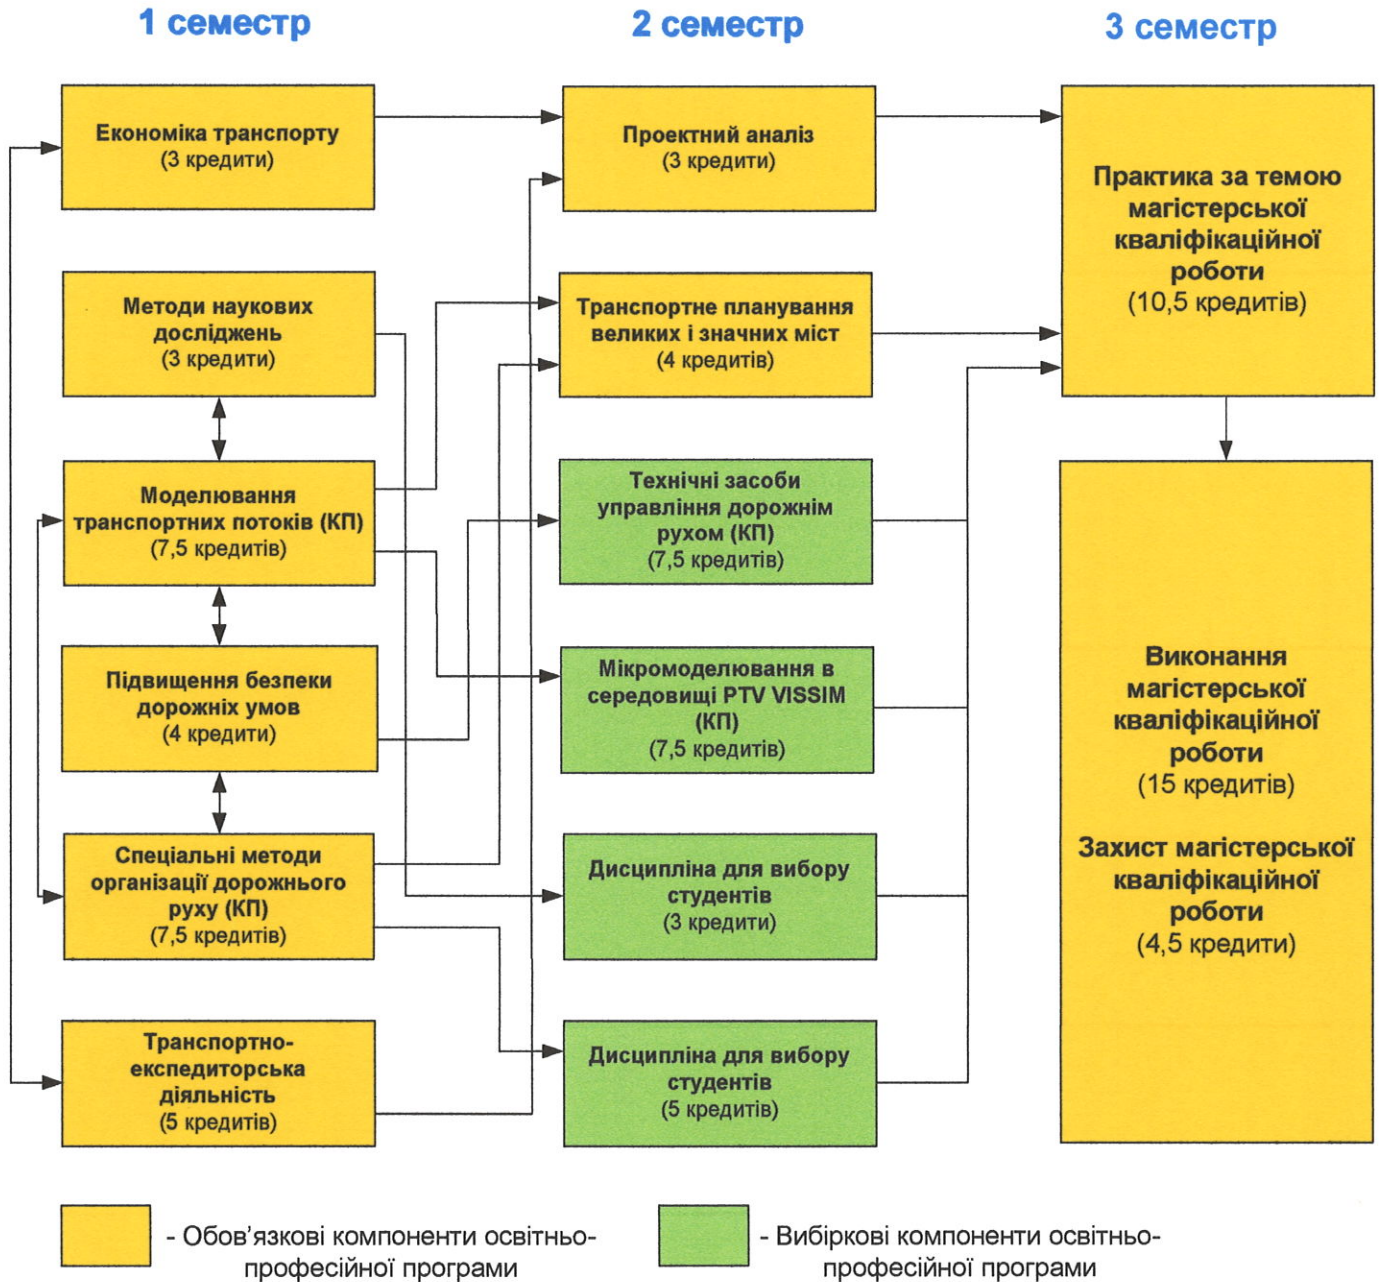 1 семестр
2 семестр
3 семестр
Економіка транспорту
(3 кредити)
Методи наукових
досліджень
(3 кредити)
Моделювання
транспортних потоків (КП)
(7,5 кредитів)
Підвищення безпеки
дорожніх умов
(4 кредити)
Спеціальні методи
організації дорожнього
руху (КП)
(7,5 кредитів)
Транспортно-
експедиторська
діяльність
(5 кредитів)
Проектний аналіз
(3 кредити)
Транспортне планування
великих і значних міст
(4 кредитів)
Технічні засоби
управління дорожнім
рухом (КП)
(7,5 кредитів)
Мікромоделювання в
середовищі PTV VISSIM
(КП)
(7,5 кредитів)
Дисципліна для вибору
студентів
(3 кредити)
Дисципліна для вибору
студентів
(5 кредитів)
Практика за темою
магістерської
кваліфікаційної
роботи
(10,5 кредитів)
Виконання
магістерської
кваліфікаційної
роботи
(15 кредитів)
Захист магістерської
кваліфікаційної
роботи
(4,5 кредити)
- Обов’язкові компоненти освітньо-
професійної програми
- Вибіркові компоненти освітньо-
професійної програми